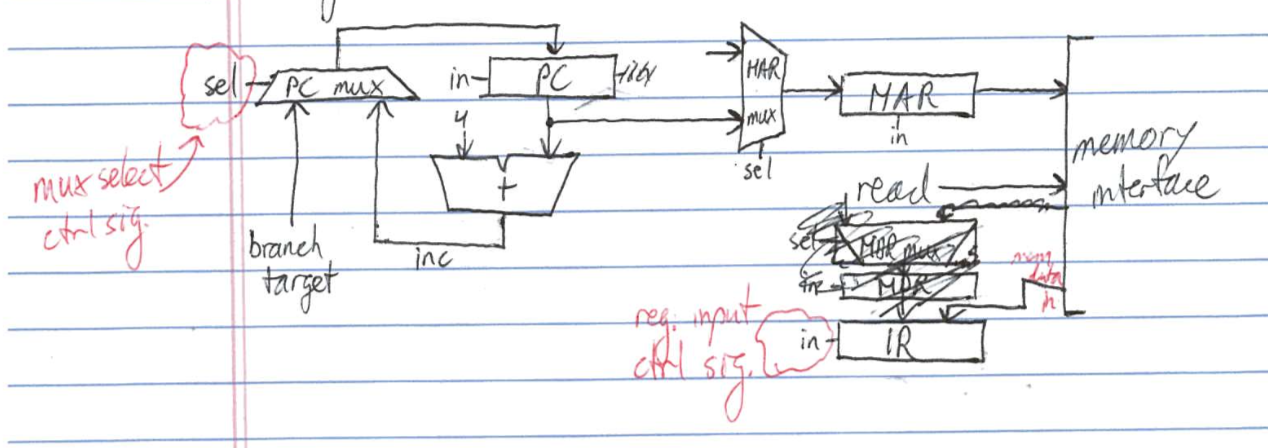 sel
PC mux
in
PC
MAR
mux
sel
MAR
in
4
+
mux select
ctrl sig.
branch
target
inc
read
memory
interface
sel
MAR mux
in
mem
data
in
reg. input
ctrl sig.
in
IR